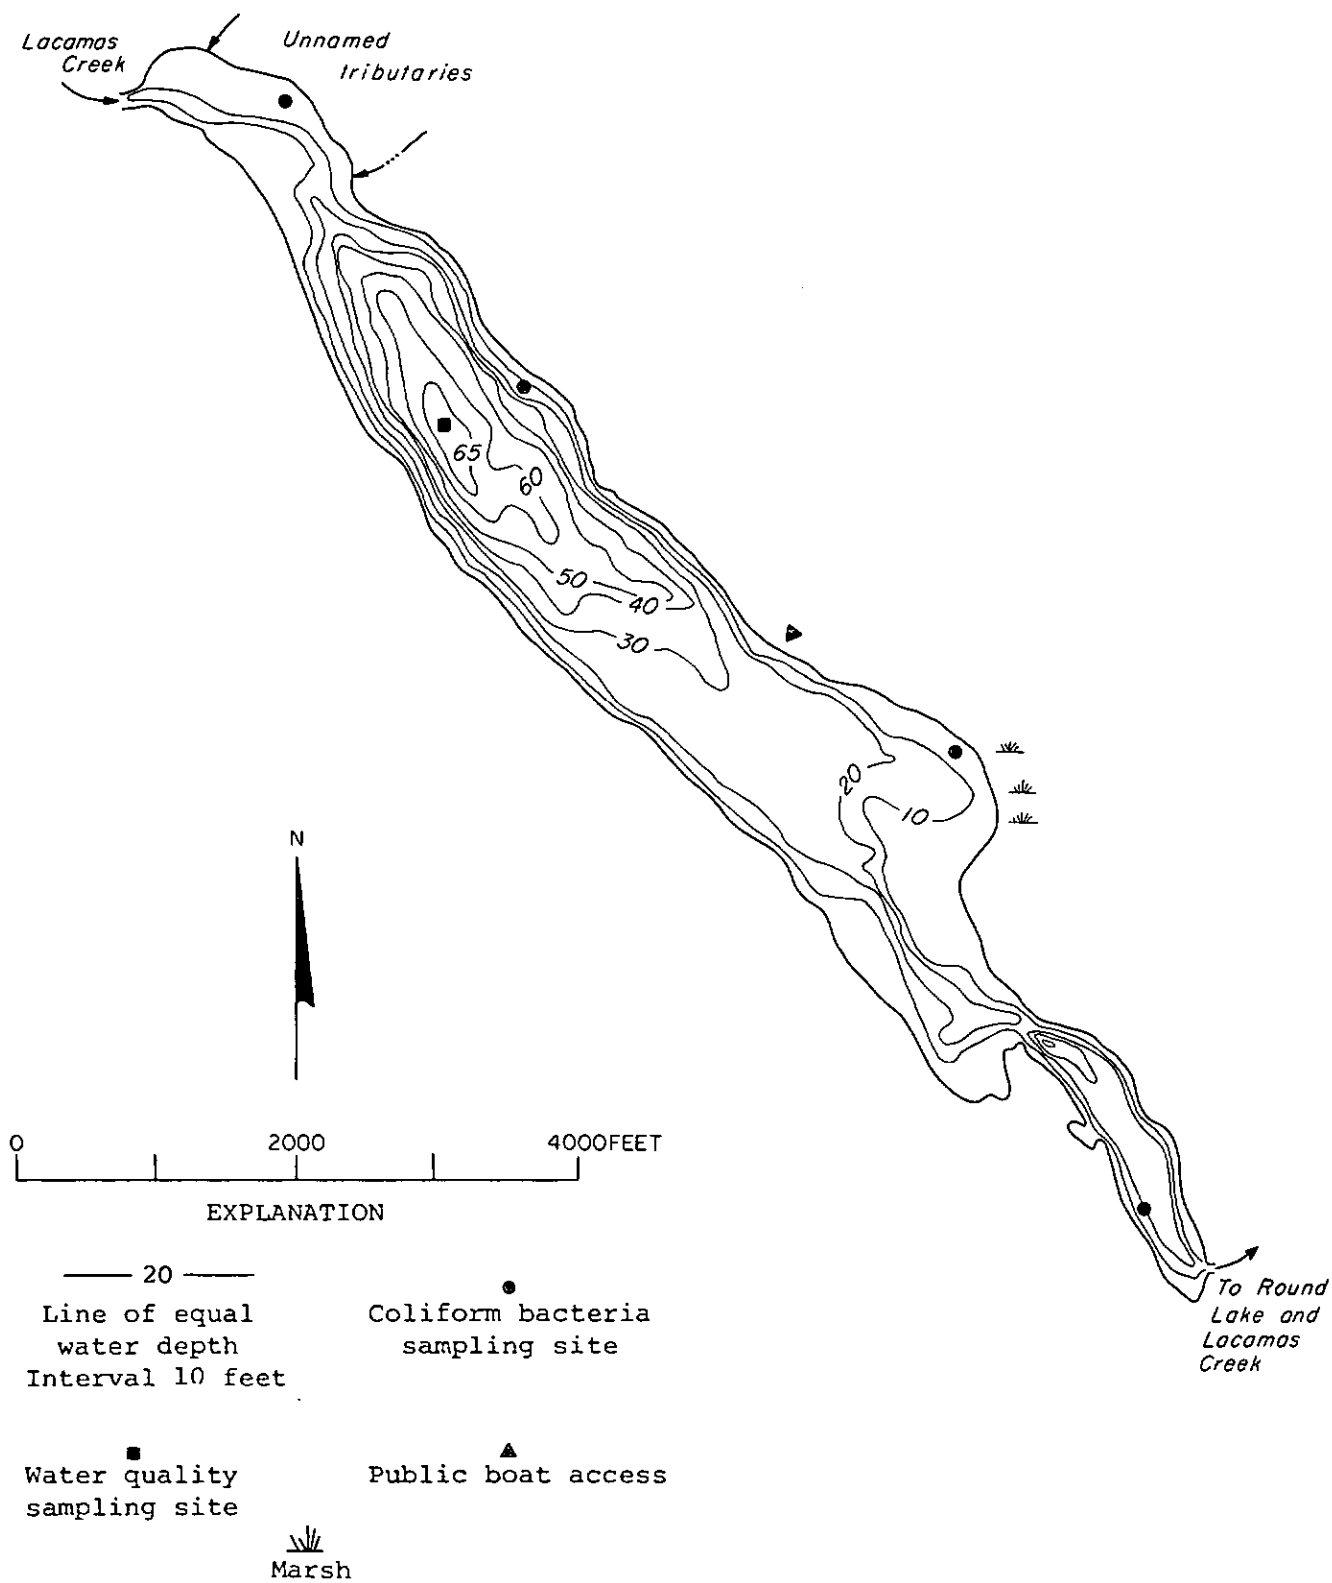 Lacamas
Creek
Unnamed
tributaries
65
60
50
40
30
20
10
N
0 2000 4000FEET
EXPLANATION
20
Line of equal
water depth
Interval 10 feet
Coliform bacteria
sampling site
Water quality
sampling site
Public boat access
Marsh
To Round
Lake and
Lacamas
Creek